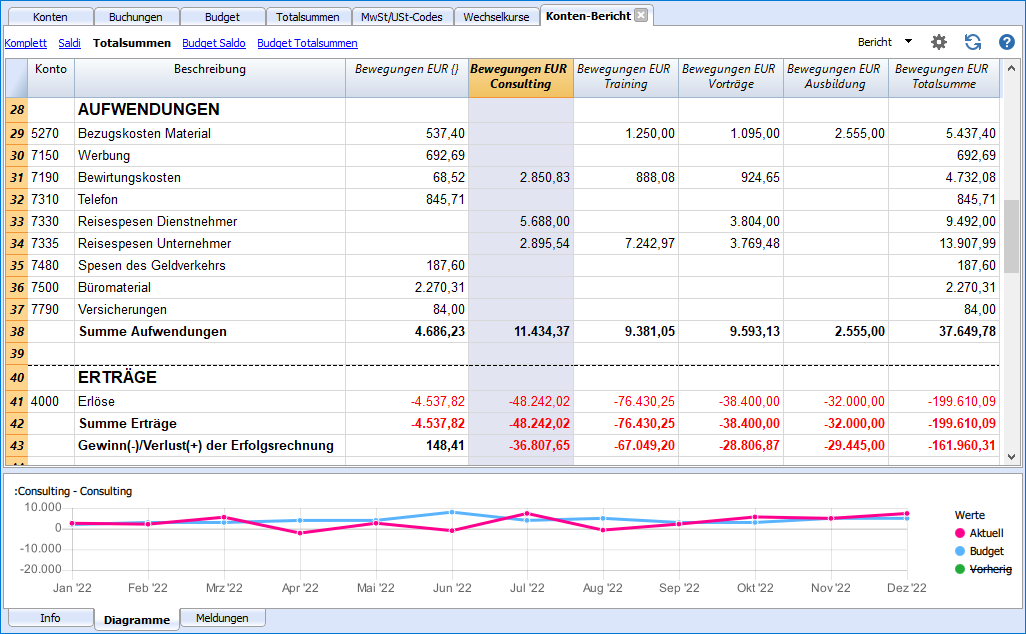 Konten Buchungen Budget Totalsummen MwSt/USt-Codes Wechselkurse Konten-Bericht
Komplett Saldi Totalsummen Budget Saldo Budget Totalsummen Bericht
Konto Beschreibung Bewegungen EUR {} Bewegungen EUR Consulting Bewegungen EUR Training Bewegungen EUR Vorträge Bewegungen EUR Ausbildung Bewegungen EUR Totalsumme
28 AUFWENDUNGEN
29 5270 Bezugskosten Material 537,40 1.250,00 1.095,00 2.555,00 5.437,40
30 7150 Werbung 692,69 692,69
31 7190 Bewirtungskosten 68,52 2.850,83 888,08 924,65 4.732,08
32 7310 Telefon 845,71 845,71
33 7330 Reisespesen Dienstnehmer 5.688,00 3.804,00 9.492,00
34 7335 Reisespesen Unternehmer 2.895,54 7.242,97 3.769,48 13.907,99
35 7480 Spesen des Geldverkehrs 187,60 187,60
36 7500 Büromaterial 2.270,31 2.270,31
37 7790 Versicherungen 84,00 84,00
38 Summe Aufwendungen 4.686,23 11.434,37 9.381,05 9.593,13 2.555,00 37.649,78
39
40 ERTRÄGE
41 4000 Erlöse -4.537,82 -48.242,02 -76.430,25 -38.400,00 -32.000,00 -199.610,09
42 Summe Erträge -4.537,82 -48.242,02 -76.430,25 -38.400,00 -32.000,00 -199.610,09
43 Gewinn(-)/Verlust(+) der Erfolgsrechnung 148,41 -36.807,65 -67.049,20 -28.806,87 -29.445,00 -161.960,31
:Consulting - Consulting
10.000
0
-10.000
-20.000
Jan '22 Feb '22 Mrz '22 Apr '22 Mai '22 Jun '22 Jul '22 Aug '22 Sep '22 Okt '22 Nov '22 Dez '22
Werte
Aktuell
Budget
Vorherig
Info Diagramme Meldungen